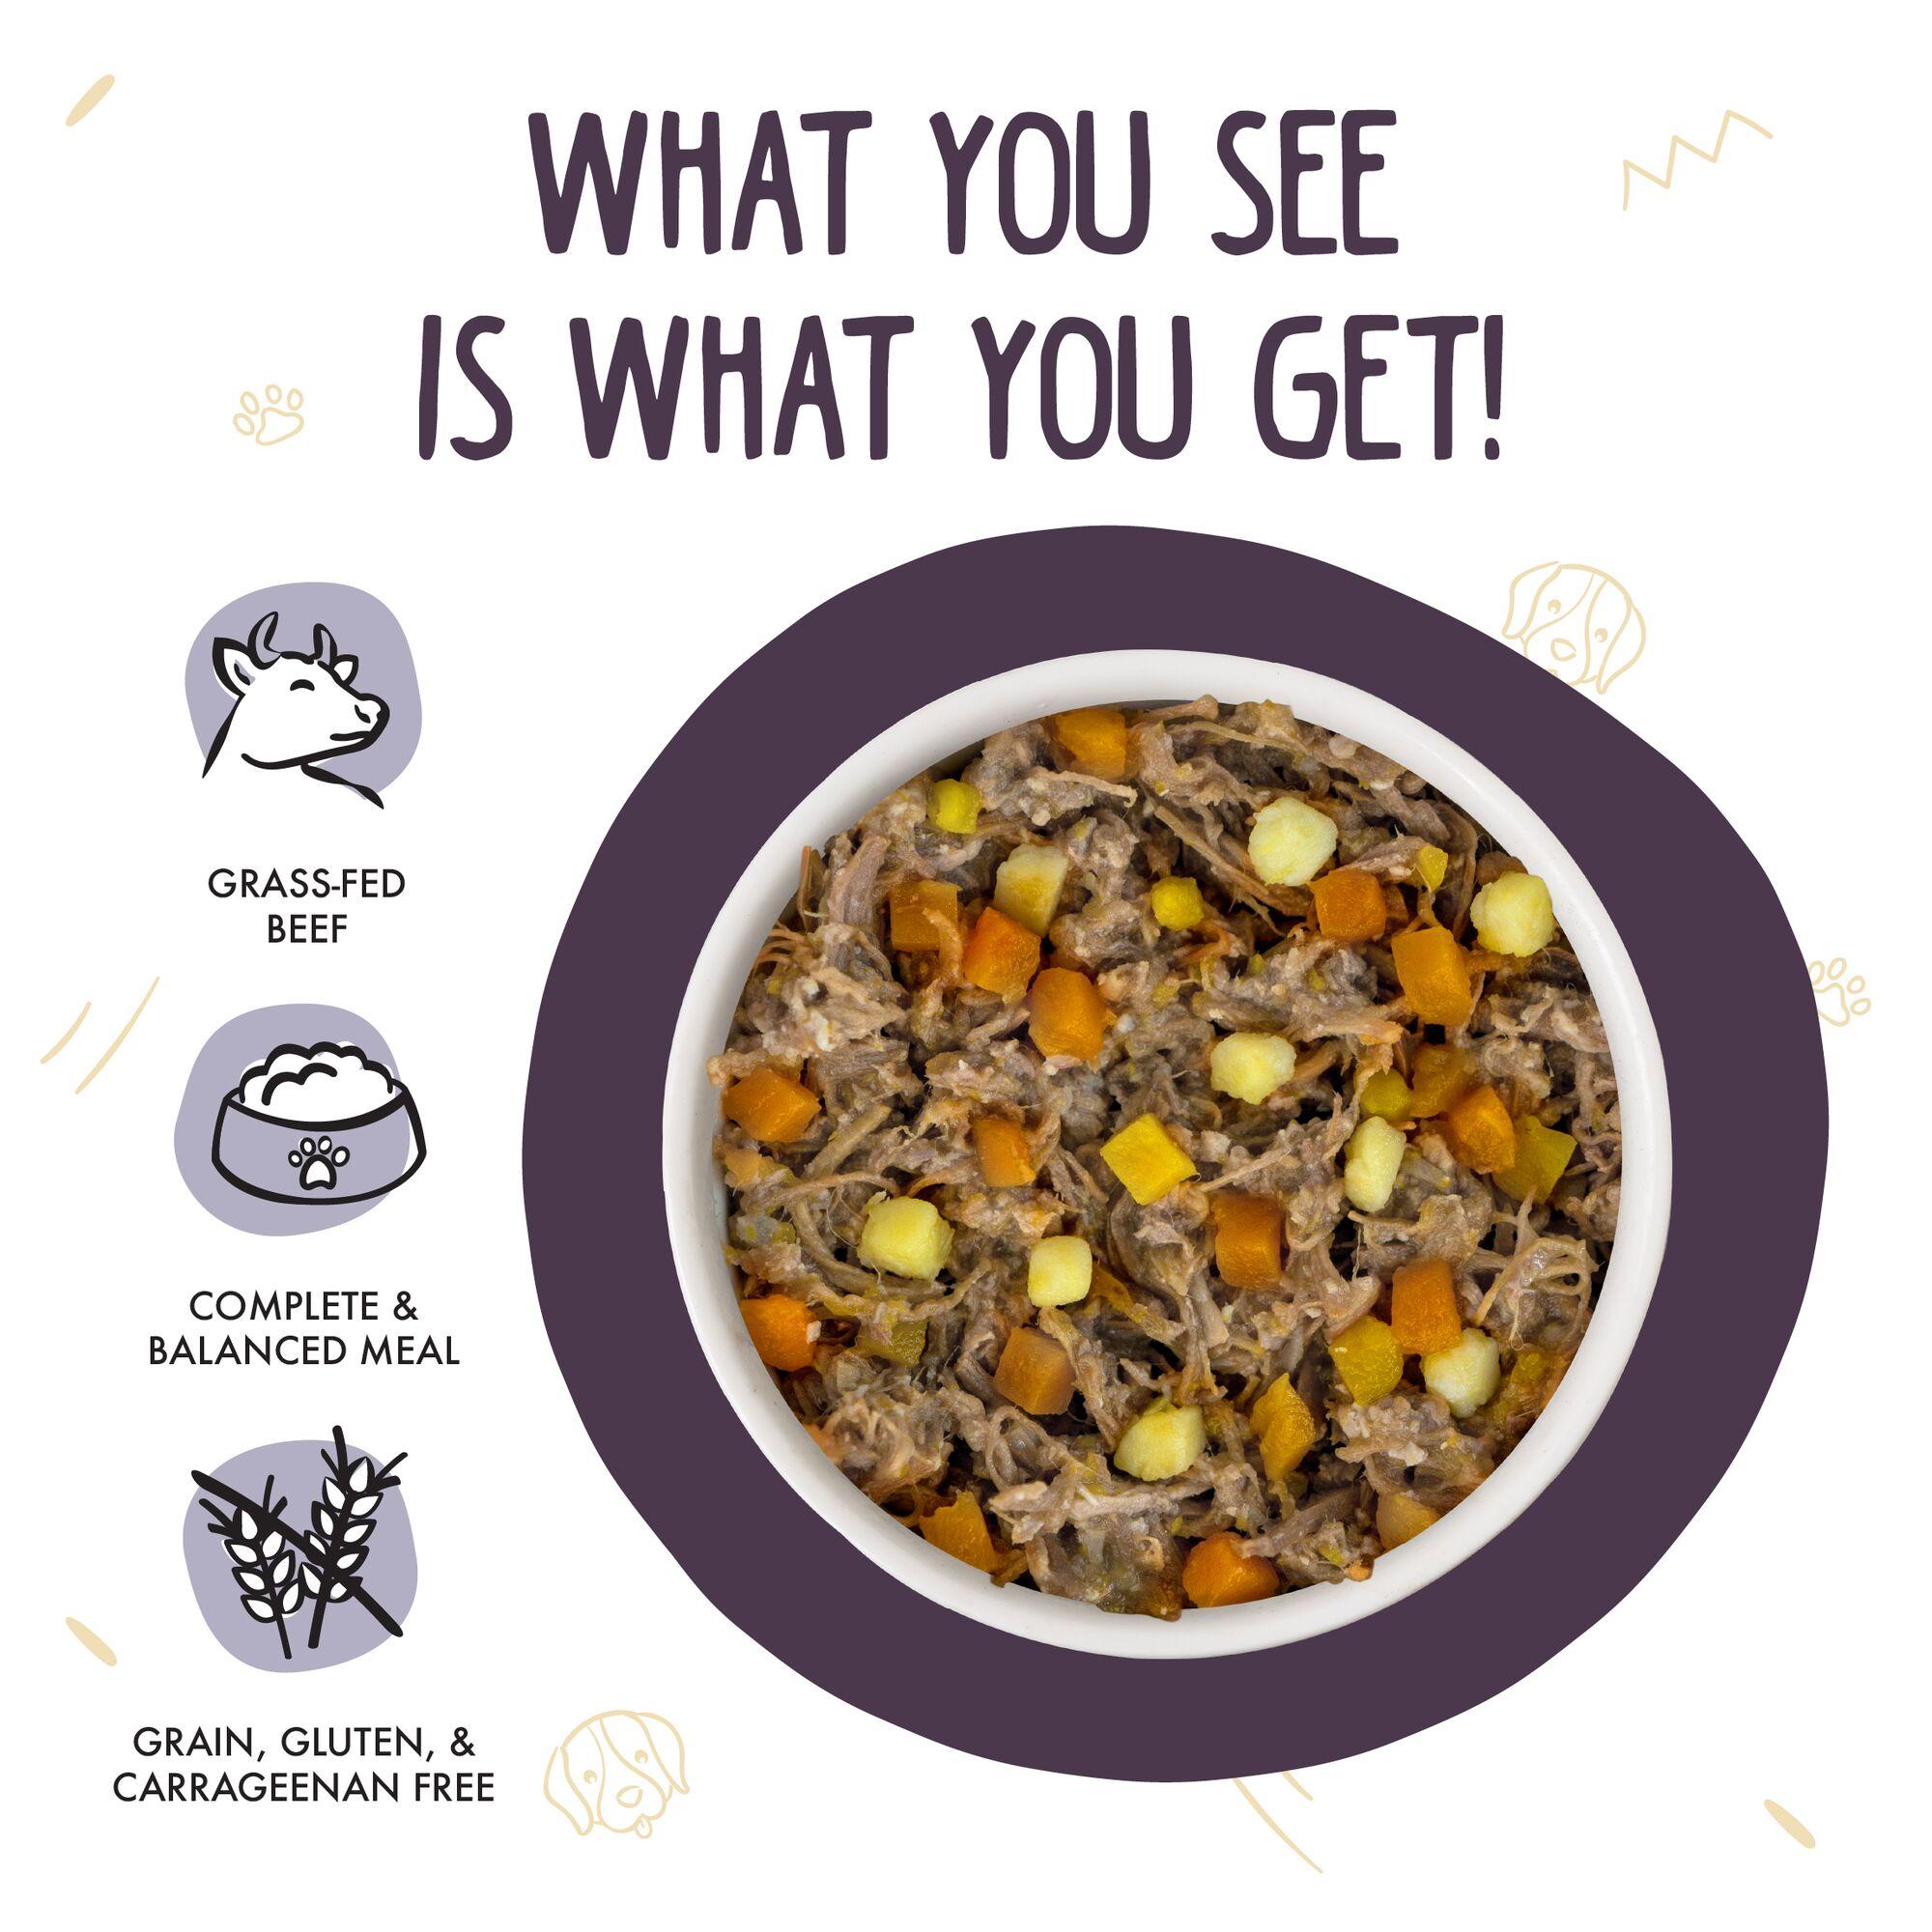 WHAT YOU SEE
IS WHAT YOU GET!
GRASS-FED
BEEF
COMPLETE &
BALANCED MEAL
GRAIN, GLUTEN, &
CARRAGEENAN FREE